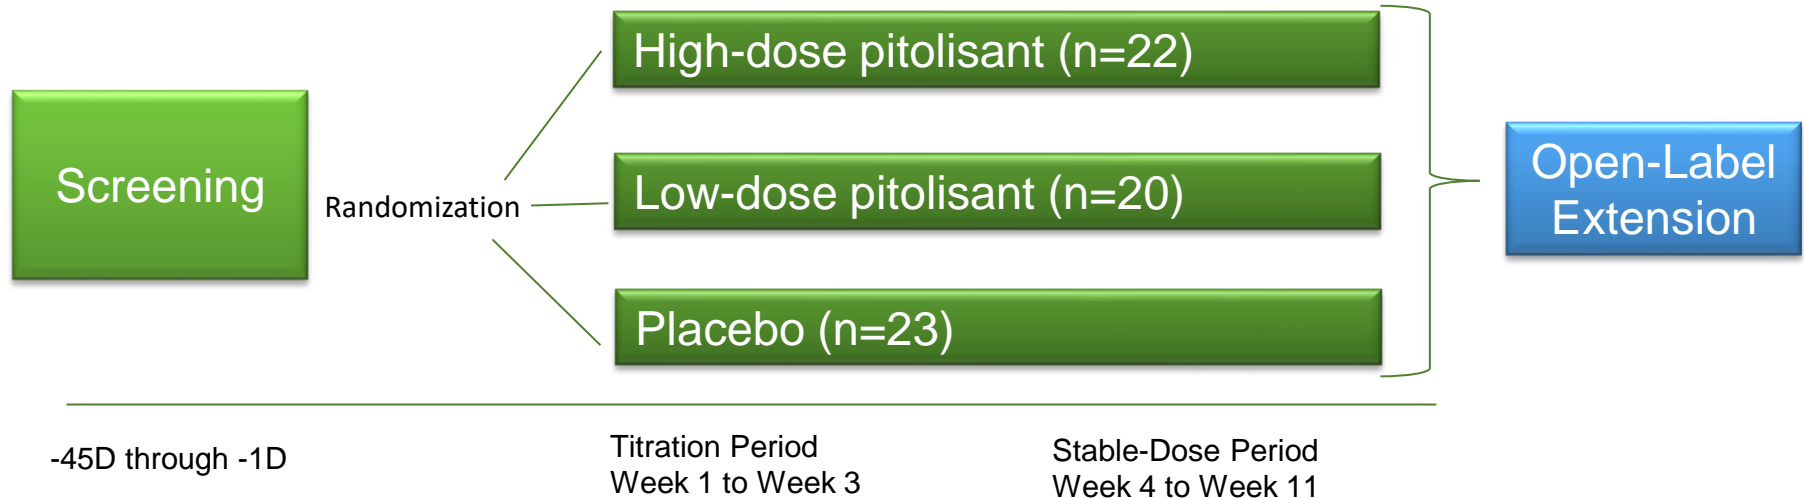 Screening
Randomization
High-dose pitolisant (n=22)
Low-dose pitolisant (n=20)
Placebo (n=23)
Open-Label
Extension
-45D through -1D
Titration Period
Week 1 to Week 3
Stable-Dose Period
Week 4 to Week 11